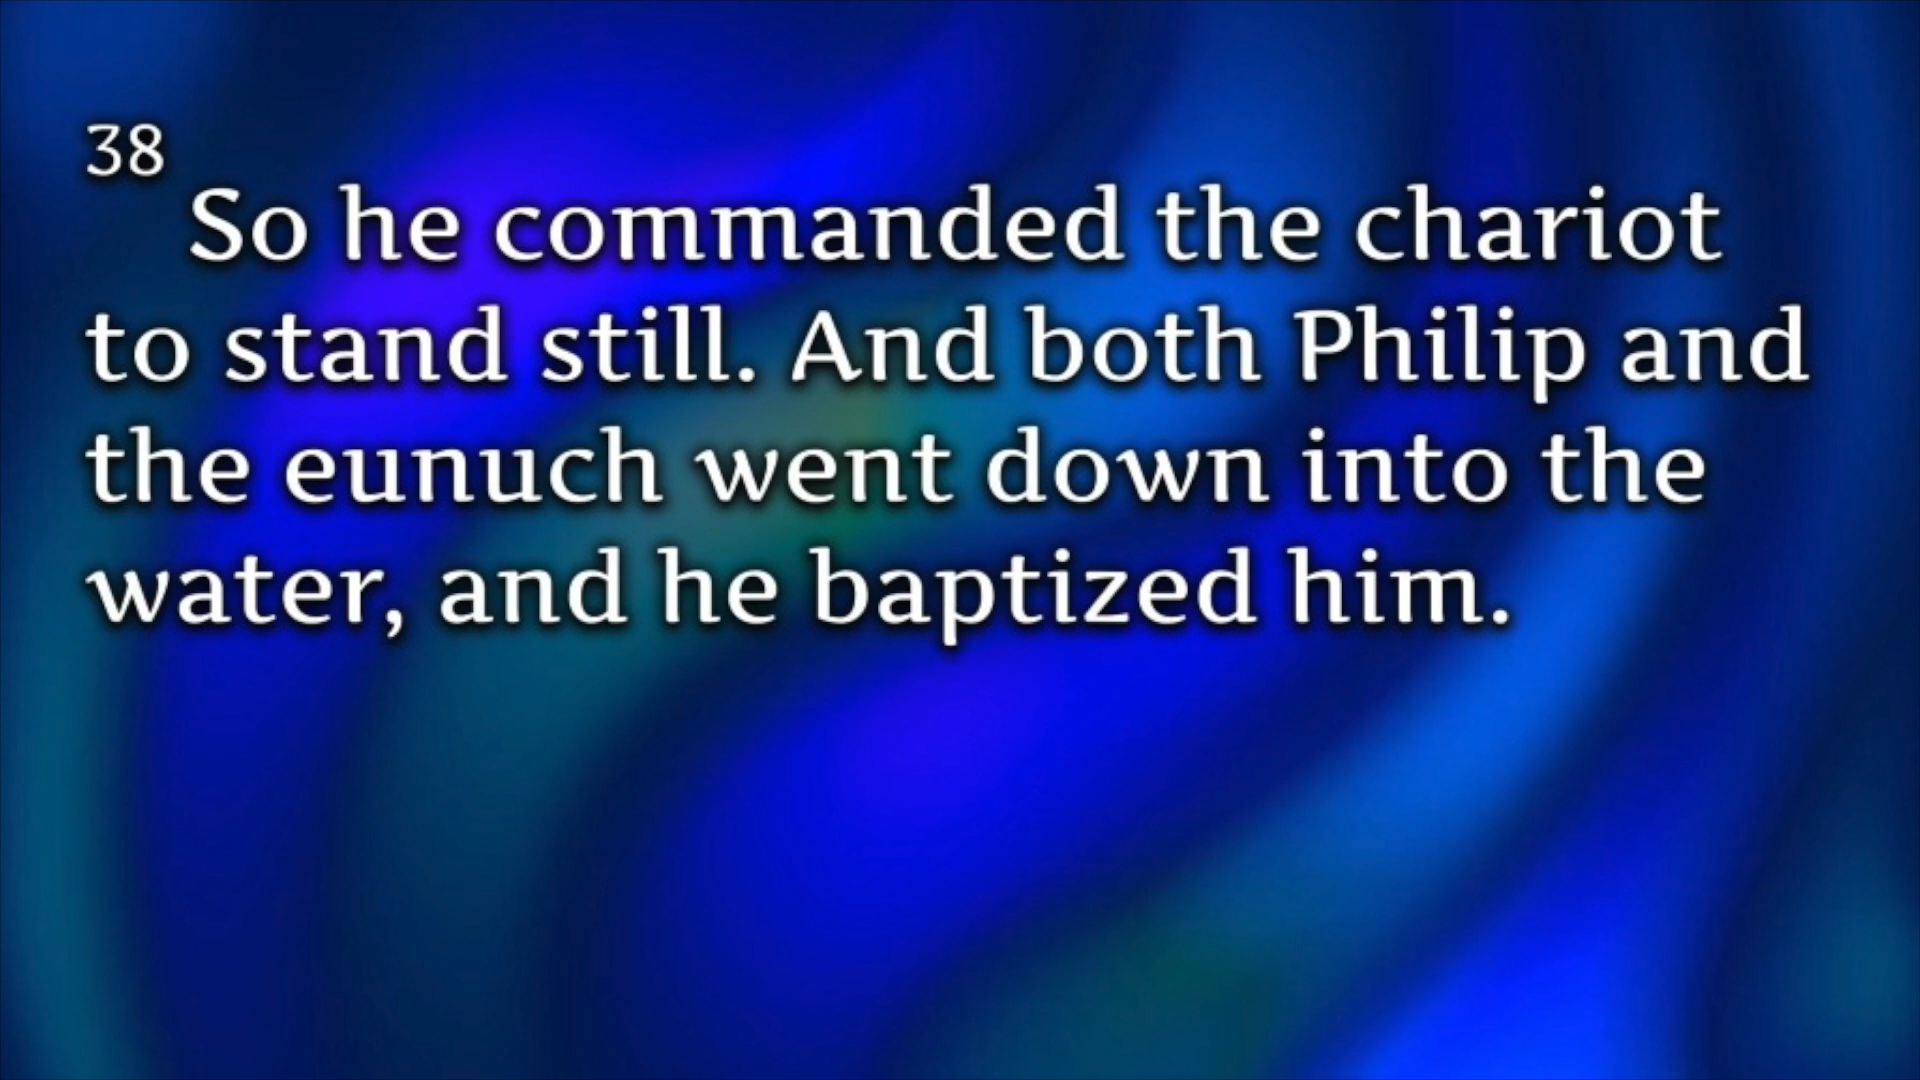 38
So he commanded the chariot
to stand still. And both Philip and
the eunuch went down into the
water, and he baptized him.